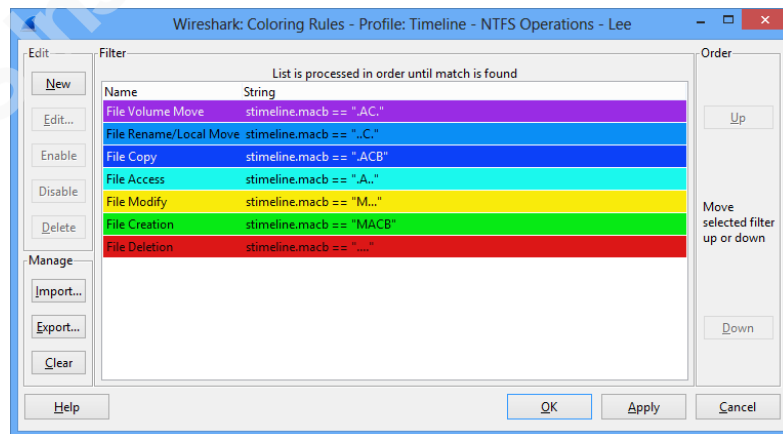 Wireshark: Coloring Rules - Profile: Timeline - NTFS Operations - Lee
Edit
New
Edit...
Enable
Disable
Delete
Manage
Import...
Export...
Clear
Filter
List is processed in order until match is found
Name String
File Volume Move stimeline.macb == ".AC."
File Rename/Local Move stimeline.macb == "..C."
File Copy stimeline.macb == ".ACB"
File Access stimeline.macb == ".A.."
File Modify stimeline.macb == "M..."
File Creation stimeline.macb == "MACB"
File Deletion stimeline.macb == "...."
Order
Up
Move
selected filter
up or down
Down
Help
OK
Apply
Cancel